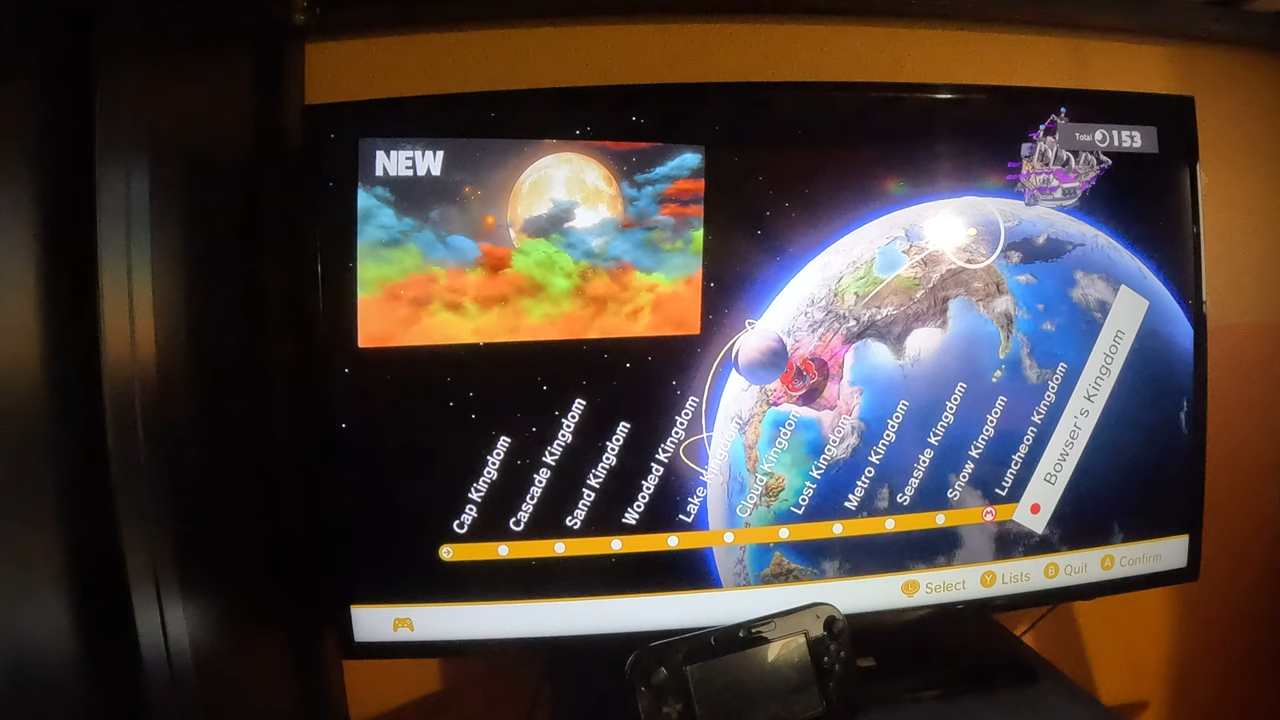 NEW
Total 153
Cap Kingdom
Cascade Kingdom
Sand Kingdom
Wooded Kingdom
Lake Kingdom
Cloud Kingdom
Lost Kingdom
Metro Kingdom
Seaside Kingdom
Snow Kingdom
Luncheon Kingdom
Bowser's Kingdom
M
L Select Y Lists B Quit A Confirm